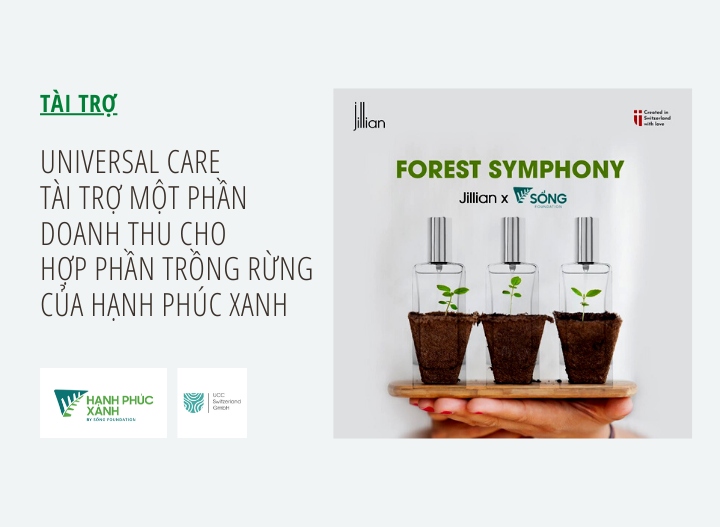 TÀI TRỢ
UNIVERSAL CARE
TÀI TRỢ MỘT PHẦN
DOANH THU CHO
HỢP PHẦN TRỒNG RỪNG
CỦA HẠNH PHÚC XANH
HẠNH PHÚC
XANH
BY SỐNG FOUNDATION
UCC
Switzerland
GmbH
jillian
Created in
Switzerland
with love
FOREST SYMPHONY
Jillian x SỐNG
FOUNDATION